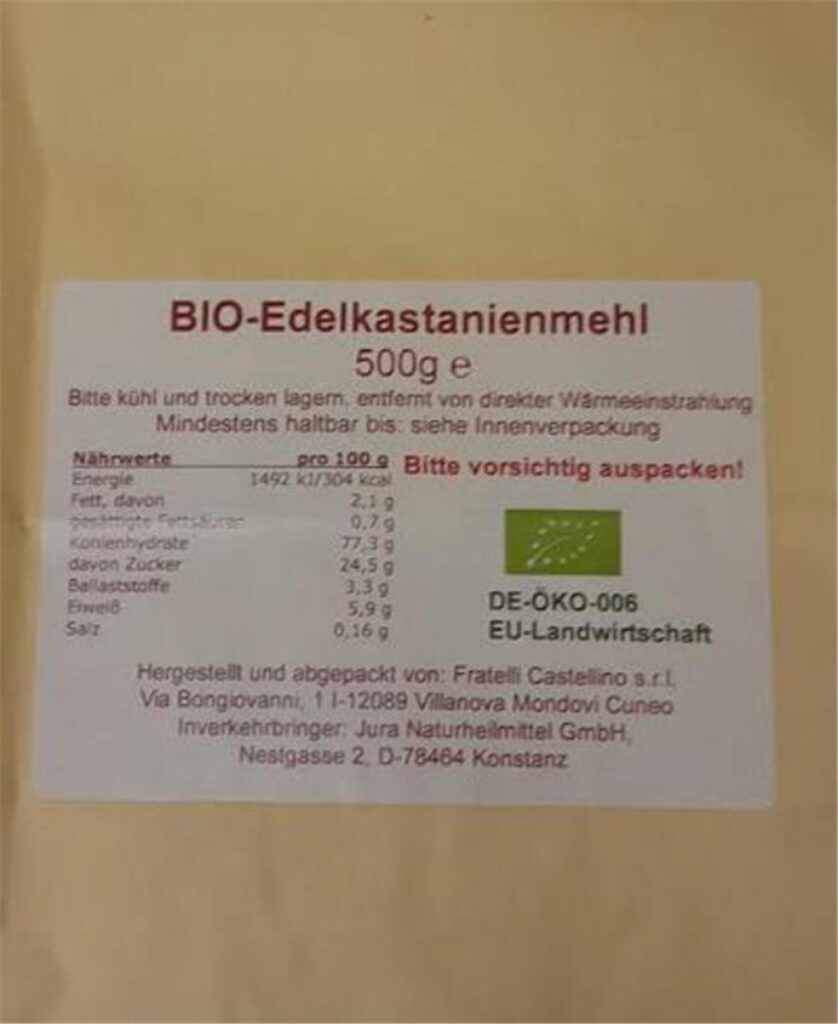 BIO-Edelkastanienmehl
500g e
Bitte kühl und trocken lagern, entfernt von direkter Wärmeeinstrahlung
Mindestens haltbar bis: siehe Innenverpackung
Nährwerte pro 100 g
Energie 1492 kJ/304 kcal
Fett, davon 2,1 g
gesättigte Fettsäuren 0,7 g
Kohlenhydrate 77,3 g
davon Zucker 24,5 g
Ballaststoffe 3,3 g
Eiweiß 5,9 g
Salz 0,16 g
Bitte vorsichtig auspacken!
DE-ÖKO-006
EU-Landwirtschaft
Hergestellt und abgepackt von: Fratelli Castellino s.r.l.
Via Bongiovanni, 1 I-12089 Villanova Mondovi Cuneo
Inverkehrbringer: Jura Naturheilmittel GmbH,
Nestgasse 2, D-78464 Konstanz